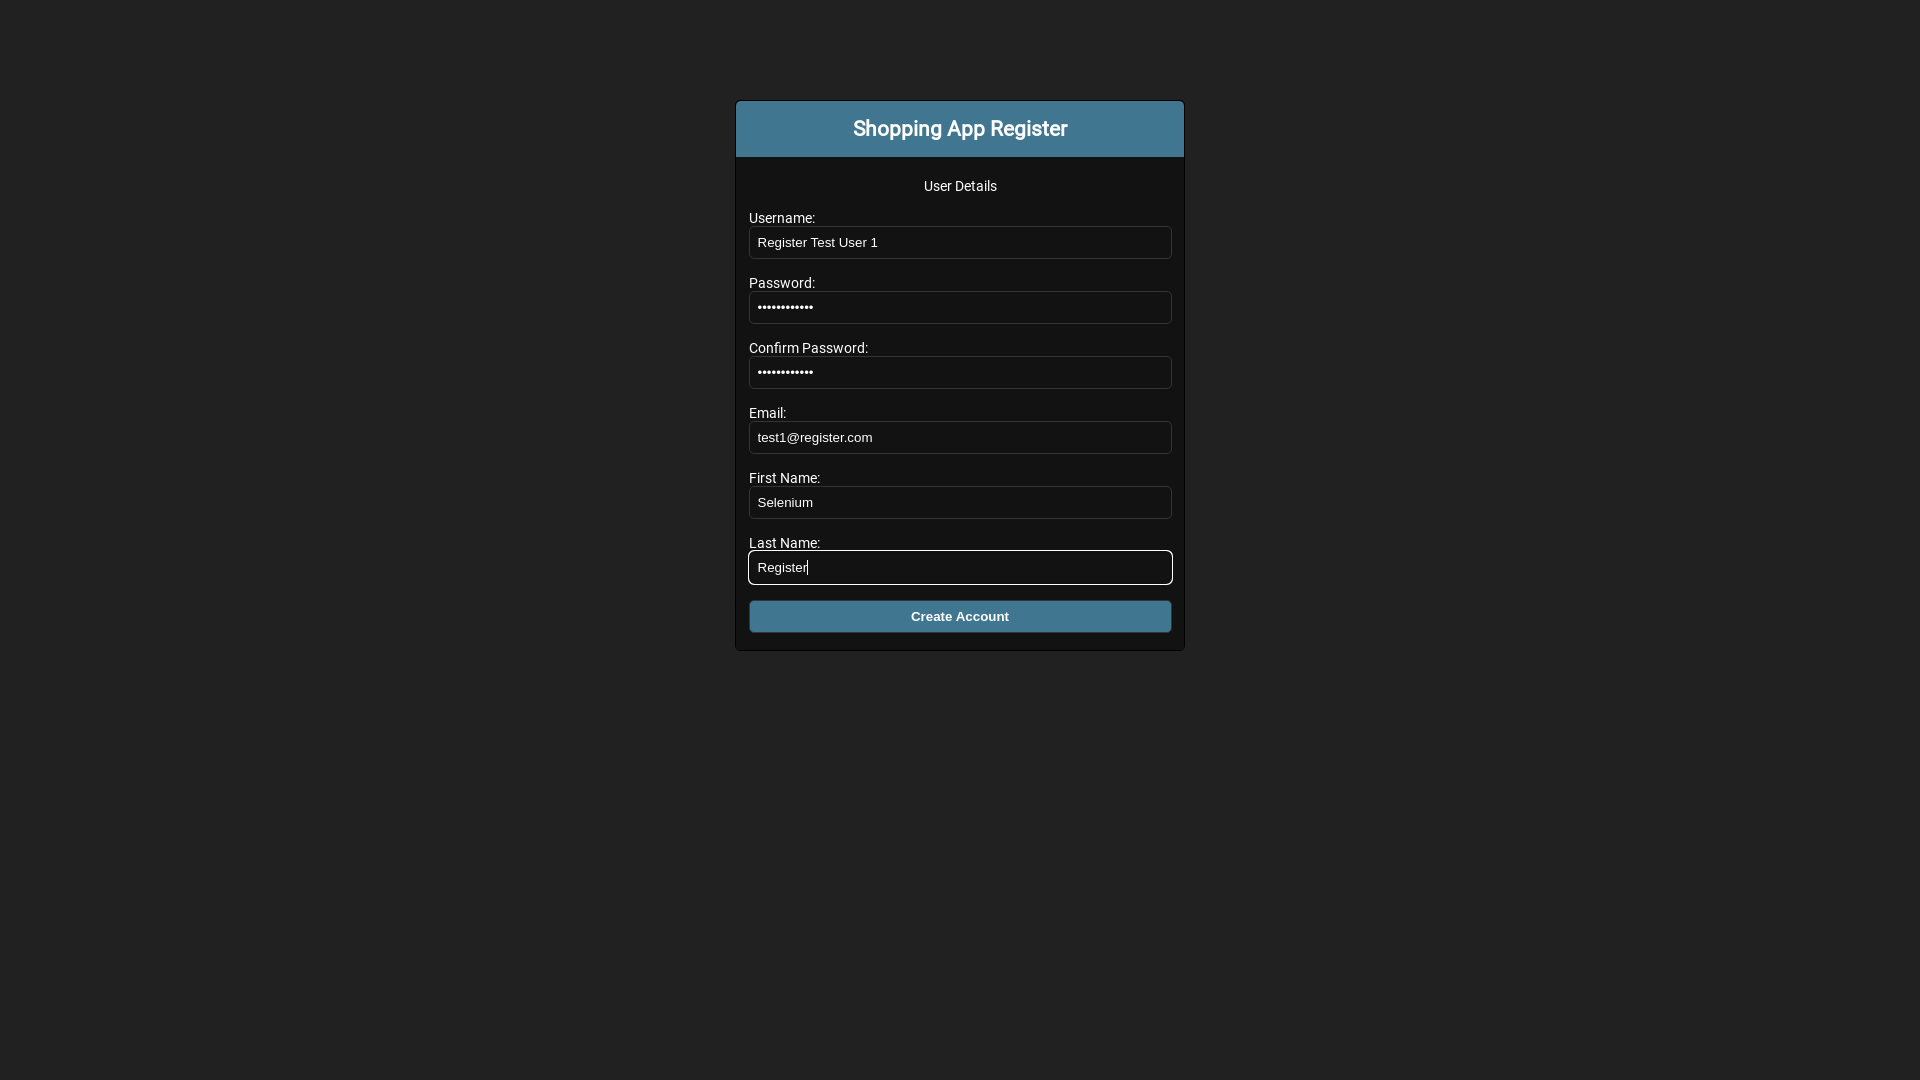 Shopping App Register
User Details
Username:
Register Test User 1
Password:
••••••••••••
Confirm Password:
••••••••••••
Email:
test1@register.com
First Name:
Selenium
Last Name:
Register
Create Account